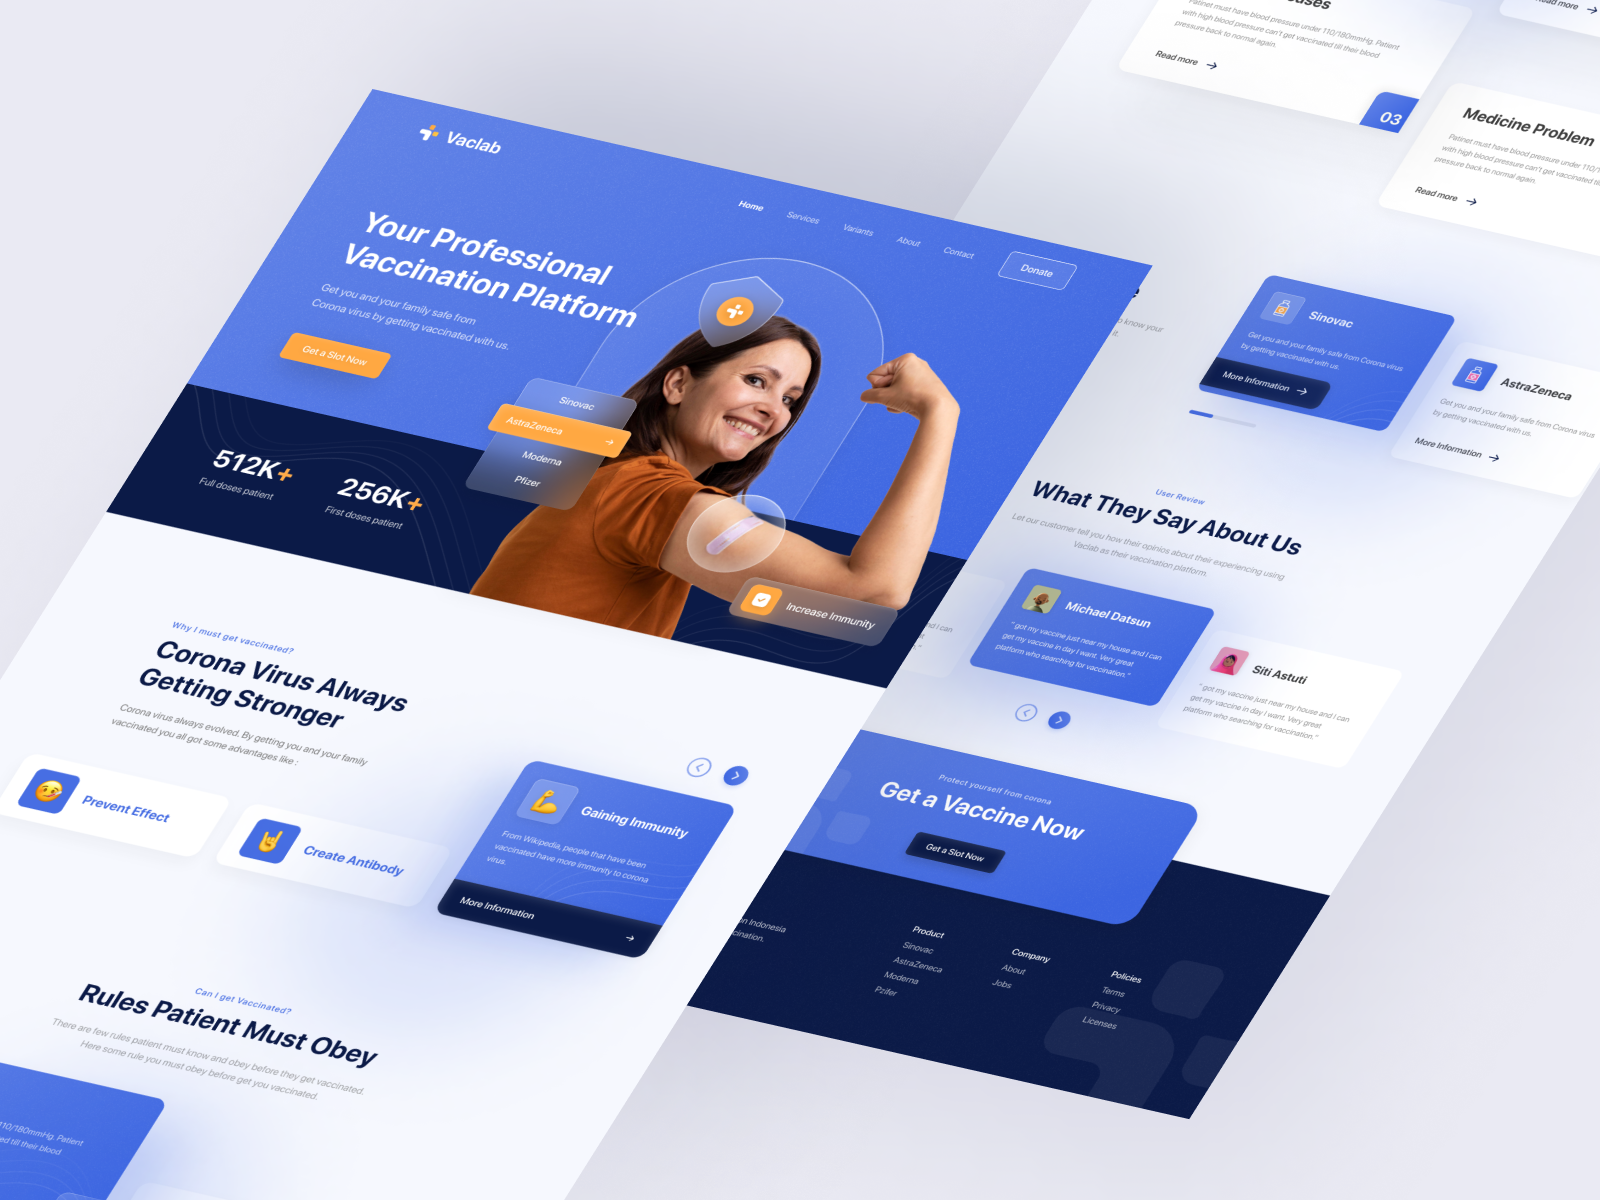 Vaclab
Home
Services
Variants
About
Contact
Donate
Your Professional
Vaccination Platform
Get you and your family safe from
Corona virus by getting vaccinated with us.
Get a Slot Now
Sinovac
AstraZeneca
Moderna
Pfizer
512K+
Full doses patient
256K+
First doses patient
Increase Immunity
Why I must get vaccinated?
Corona Virus Always
Getting Stronger
Corona virus always evolved. By getting you and your family
vaccinated you all got some advantages like :
Prevent Effect
Create Antibody
Gaining Immunity
From Wikipedia, people that have been
vaccinated have more immunity to corona
virus.
More Information
Can I get Vaccinated?
Rules Patient Must Obey
There are few rules patient must know and obey before they get vaccinated.
Here some rule you must obey before get you vaccinated.
110/180mmHg. Patient
till their blood
Patinet must have blood pressure under 110/180mmHg. Patient
with high blood pressure can't get vaccinated till their blood
pressure back to normal again.
Read more
03
Read more
Medicine Problem
Patinet must have blood pressure under 110/1
with high blood pressure can't get vaccinated
pressure back to normal again.
Read more
know your
it.
Sinovac
Get you and your family safe from Corona virus
by getting vaccinated with us.
More Information
AstraZeneca
Get you and your family safe from Corona virus
by getting vaccinated with us.
More Information
User Review
What They Say About Us
Let our customer tell you how their opinios about their experiencing using
Vaclab as their vaccination platform.
and I can
Michael Datsun
" got my vaccine just near my house and I can
get my vaccine in day I want. Very great
platform who searching for vaccination."
Siti Astuti
" got my vaccine just near my house and I can
get my vaccine in day I want. Very great
platform who searching for vaccination."
Protect yourself from corona
Get a Vaccine Now
Get a Slot Now
on Indonesia
cination.
Product
Sinovac
AstraZeneca
Moderna
Pzifer
Company
About
Jobs
Policies
Terms
Privacy
Licenses